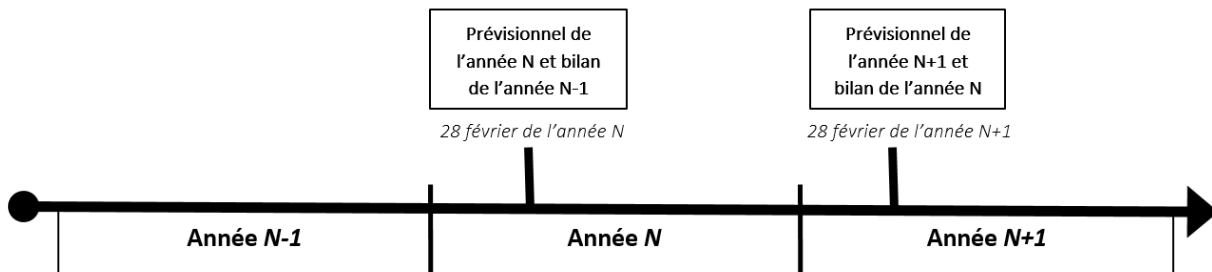 Prévisionnel de
l'année N et bilan
de l'année N-1
Prévisionnel de
l'année N+1 et
bilan de l'année N
28 février de l'année N
28 février de l'année N+1
Année N-1
Année N
Année N+1